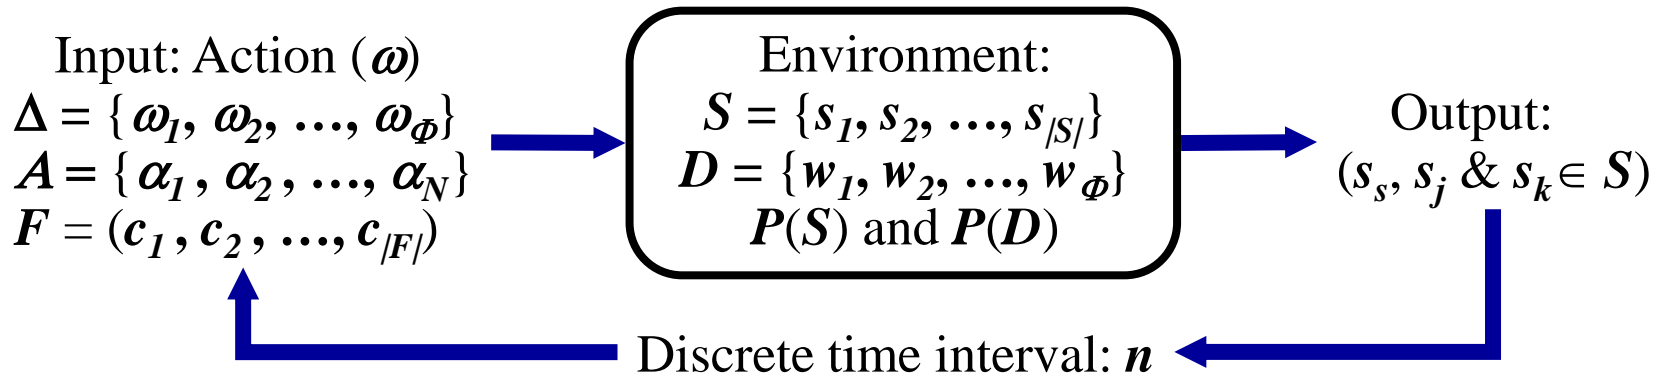 Input: Action (ω)
Δ = {ω1, ω2, …, ωΦ}
A = {α1, α2, …, αN}
F = (c1, c2, …, c|F|)
Environment:
S = {s1, s2, …, s|S|}
D = {w1, w2, …, wΦ}
P(S) and P(D)
Output:
(ss, sj & sk ∈ S)
Discrete time interval: n